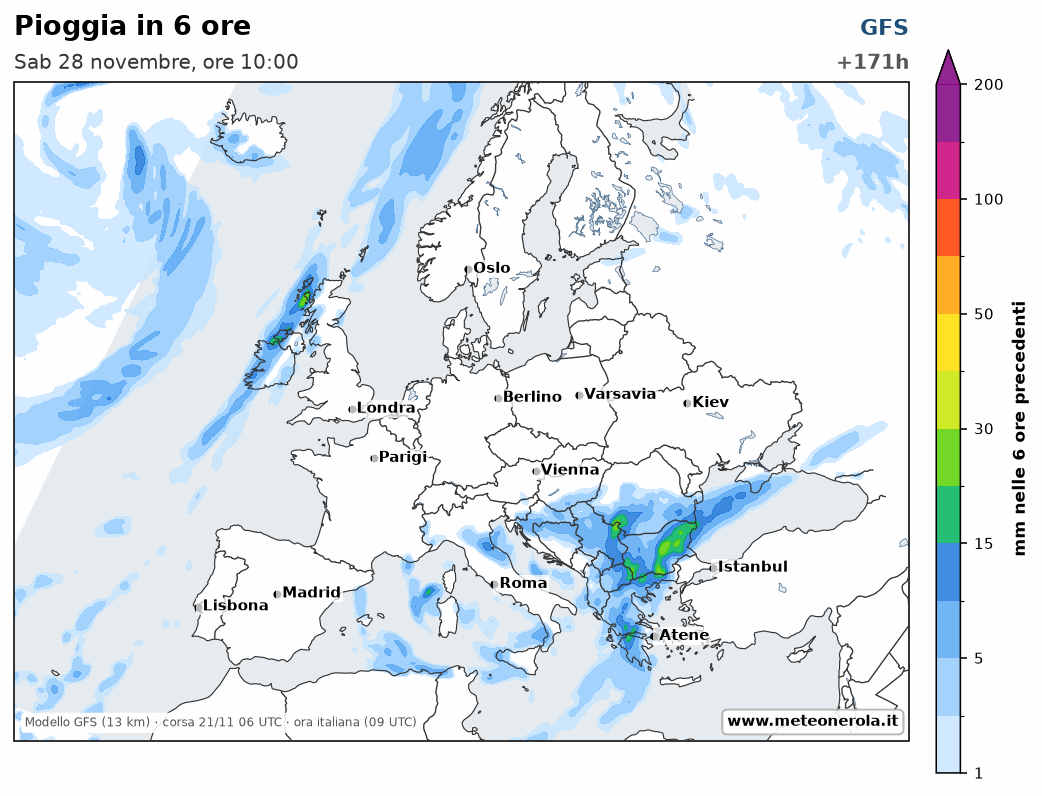 Pioggia in 6 ore
GFS
Sab 28 novembre, ore 10:00
+171h
200
100
50
30
15
5
1
mm nelle 6 ore precedenti
Oslo
Berlino
Varsavia
Kiev
Londra
Parigi
Vienna
Istanbul
Roma
Madrid
Lisbona
Atene
Modello GFS (13 km) · corsa 21/11 06 UTC · ora italiana (09 UTC)
www.meteonerola.it